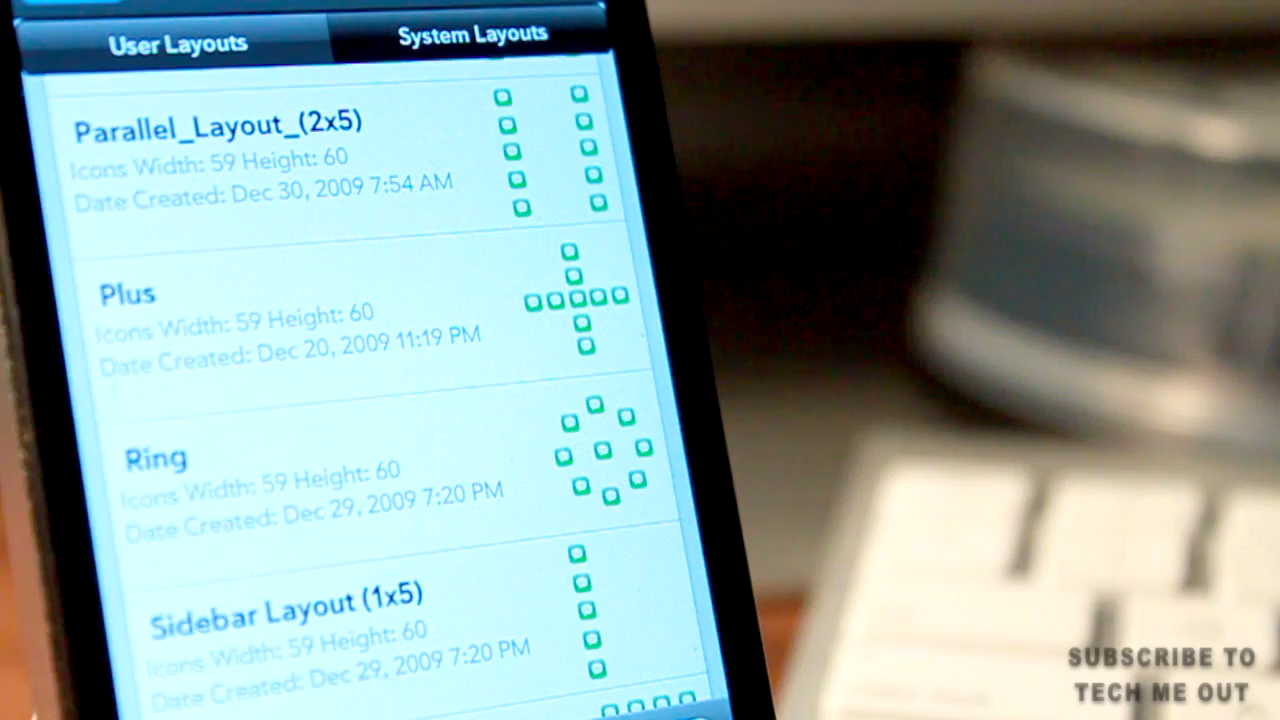 User Layouts
System Layouts
Parallel_Layout_(2x5)
Icons Width: 59 Height: 60
Date Created: Dec 30, 2009 7:54 AM
Plus
Icons Width: 59 Height: 60
Date Created: Dec 20, 2009 11:19 PM
Ring
Icons Width: 59 Height: 60
Date Created: Dec 29, 2009 7:20 PM
Sidebar Layout (1x5)
Icons Width: 59 Height: 60
Date Created: Dec 29, 2009 7:20 PM
SUBSCRIBE TO
TECH ME OUT